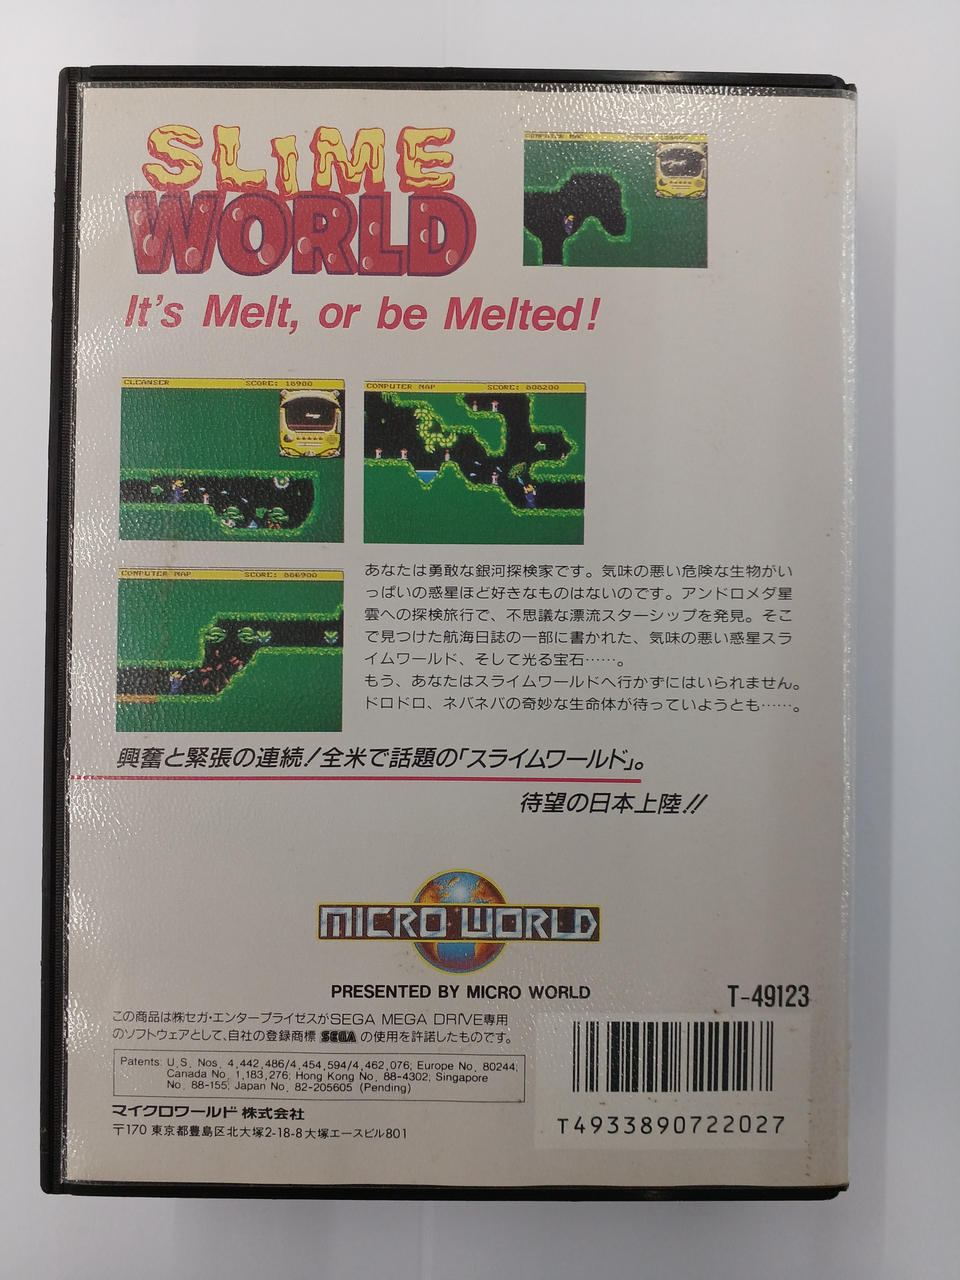 SLIME
WORLD
It's Melt, or be Melted!
COMPUTER MAP
CLEANSER SCORE: 18900
COMPUTER MAP SCORE: 808200
COMPUTER MAP SCORE: 886900
あなたは勇敢な銀河探検家です。気味の悪い危険な生物がい
っぱいの惑星ほど好きなものはないのです。アンドロメダ星
雲への探検旅行で、不思議な漂流スターシップを発見。そこ
で見つけた航海日誌の一部に書かれた、気味の悪い惑星スラ
イムワールド、そして光る宝石……。
もう、あなたはスライムワールドへ行かずにはいられません。
ドロドロ、ネバネバの奇妙な生命体が待っていようとも……。
興奮と緊張の連続!全米で話題の「スライムワールド」。
待望の日本上陸!!
MICRO WORLD
PRESENTED BY MICRO WORLD
T-49123
この商品は㈱セガ・エンタープライゼスがSEGA MEGA DRIVE専用
のソフトウェアとして、自社の登録商標 SEGA の使用を許諾したものです。
Patents: U.S. Nos. 4,442,486/4,454,594/4,462,076; Europe No. 80244;
Canada No. 1,183,276; Hong Kong No. 88-4302; Singapore
No. 88-155; Japan No. 82-205605 (Pending)
マイクロワールド 株式会社
〒170 東京都豊島区北大塚2-18-8大塚エースビル801
T4933890722027